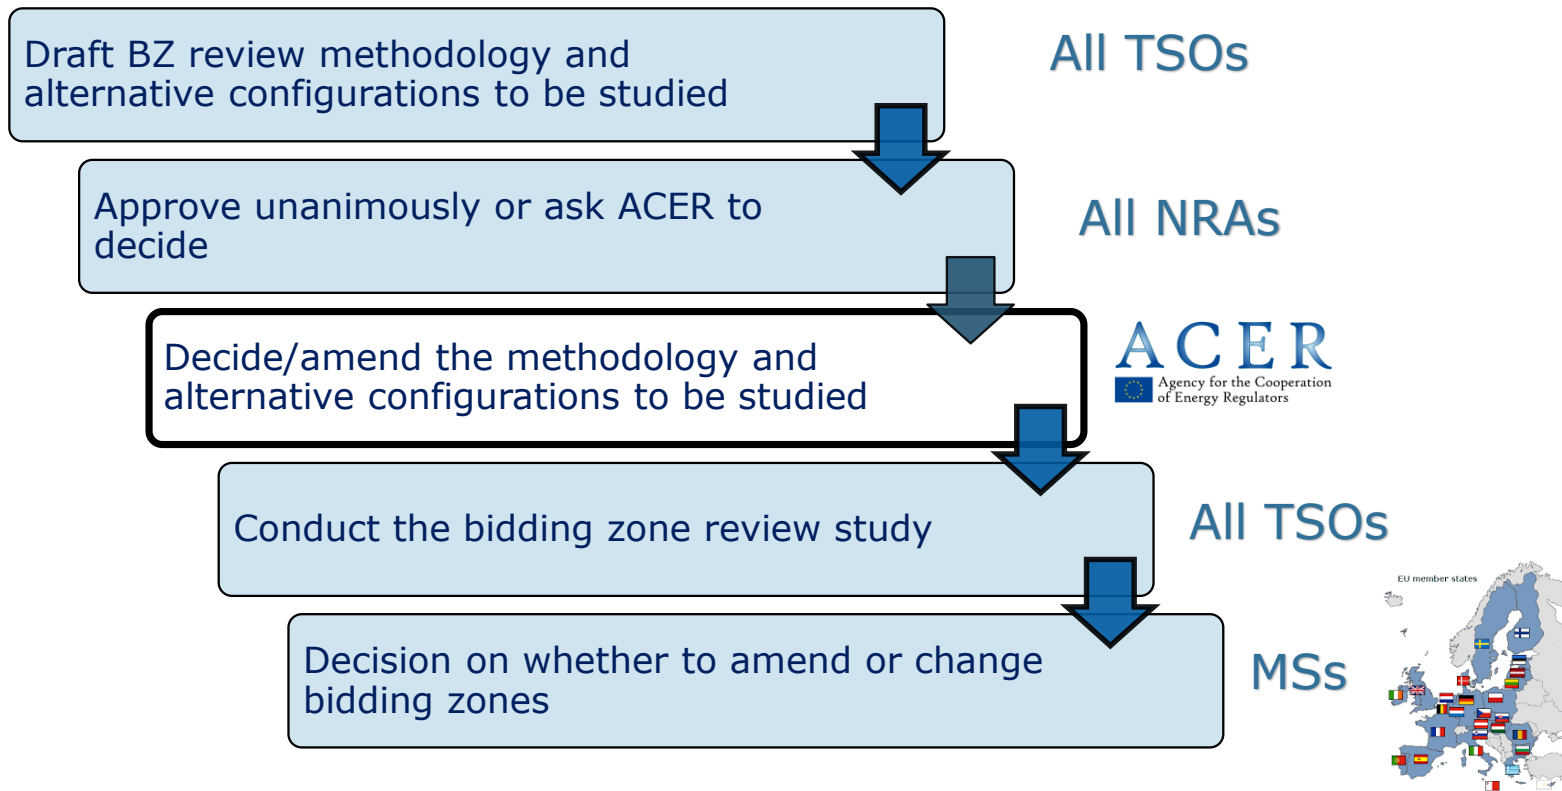 Draft BZ review methodology and
alternative configurations to be studied
All TSOs
Approve unanimously or ask ACER to
decide
All NRAs
Decide/amend the methodology and
alternative configurations to be studied
ACER
Agency for the Cooperation
of Energy Regulators
Conduct the bidding zone review study
All TSOs
EU member states
Decision on whether to amend or change
bidding zones
MSs